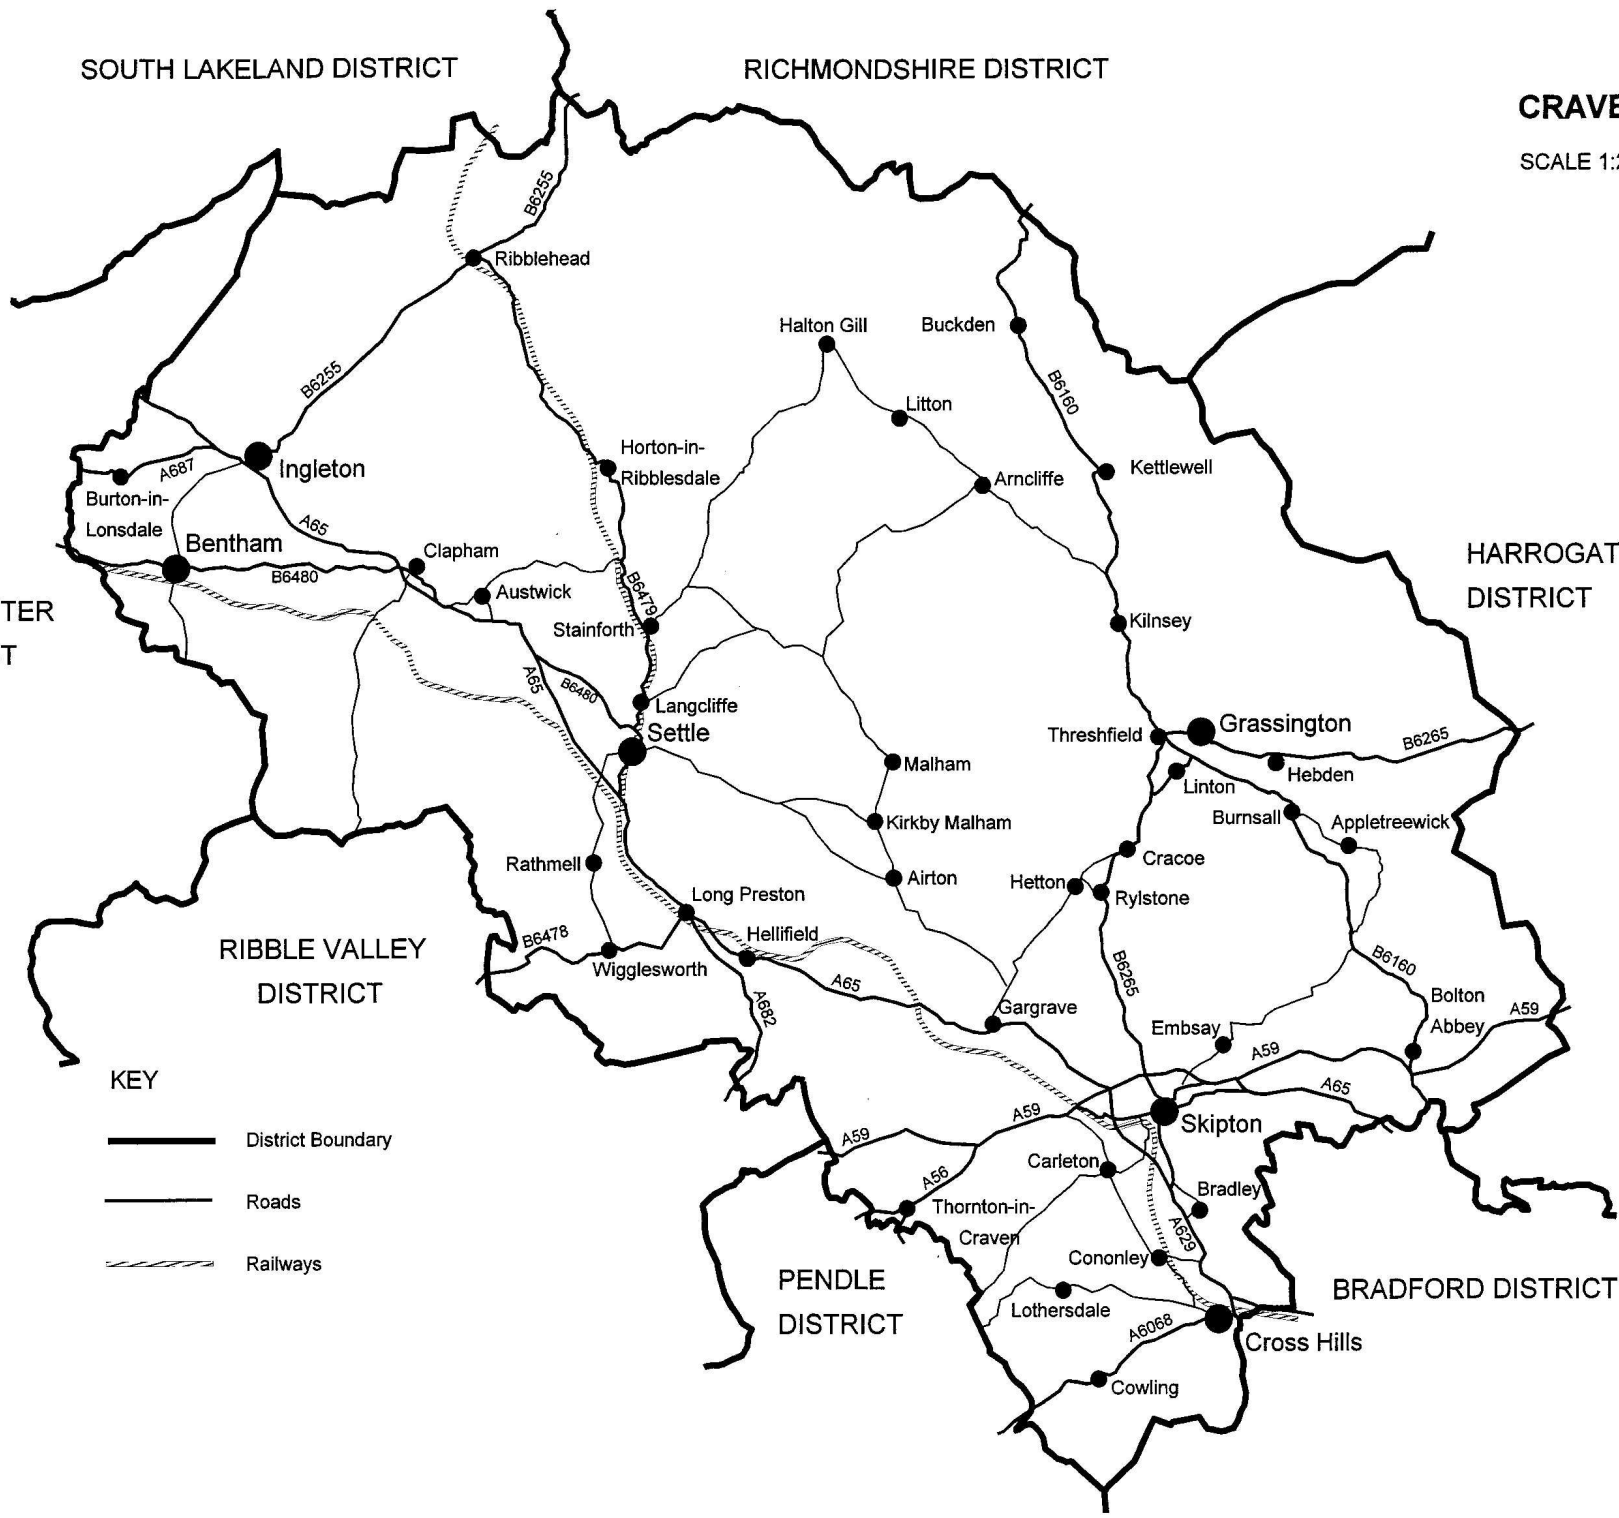 SOUTH LAKELAND DISTRICT
RICHMONDSHIRE DISTRICT
CRAVE
SCALE 1:2
B6255
Ribblehead
Halton Gill
Buckden
B6255
B6160
Litton
Horton-in-
Ribblesdale
Kettlewell
Ingleton
A687
Arncliffe
Burton-in-
Lonsdale
A65
Bentham
Clapham
HARROGAT
DISTRICT
B6480
Austwick
B6479
TER
T
Stainforth
Kilnsey
A65
B6480
Langcliffe
Settle
Grassington
Threshfield
B6265
Malham
Hebden
Linton
Kirkby Malham
Burnsall
Appletreewick
Rathmell
Cracoe
Airton
Hetton
Rylstone
Long Preston
RIBBLE VALLEY
DISTRICT
B6478
Hellifield
Wigglesworth
B6160
B6265
A65
A682
Bolton
Abbey
Gargrave
A59
Embsay
A59
KEY
A65
A59
Skipton
District Boundary
A59
Carleton
A56
Bradley
Roads
Thornton-in-
Craven
A629
Cononley
Railways
PENDLE
DISTRICT
BRADFORD DISTRICT
Lothersdale
A6068
Cross Hills
Cowling